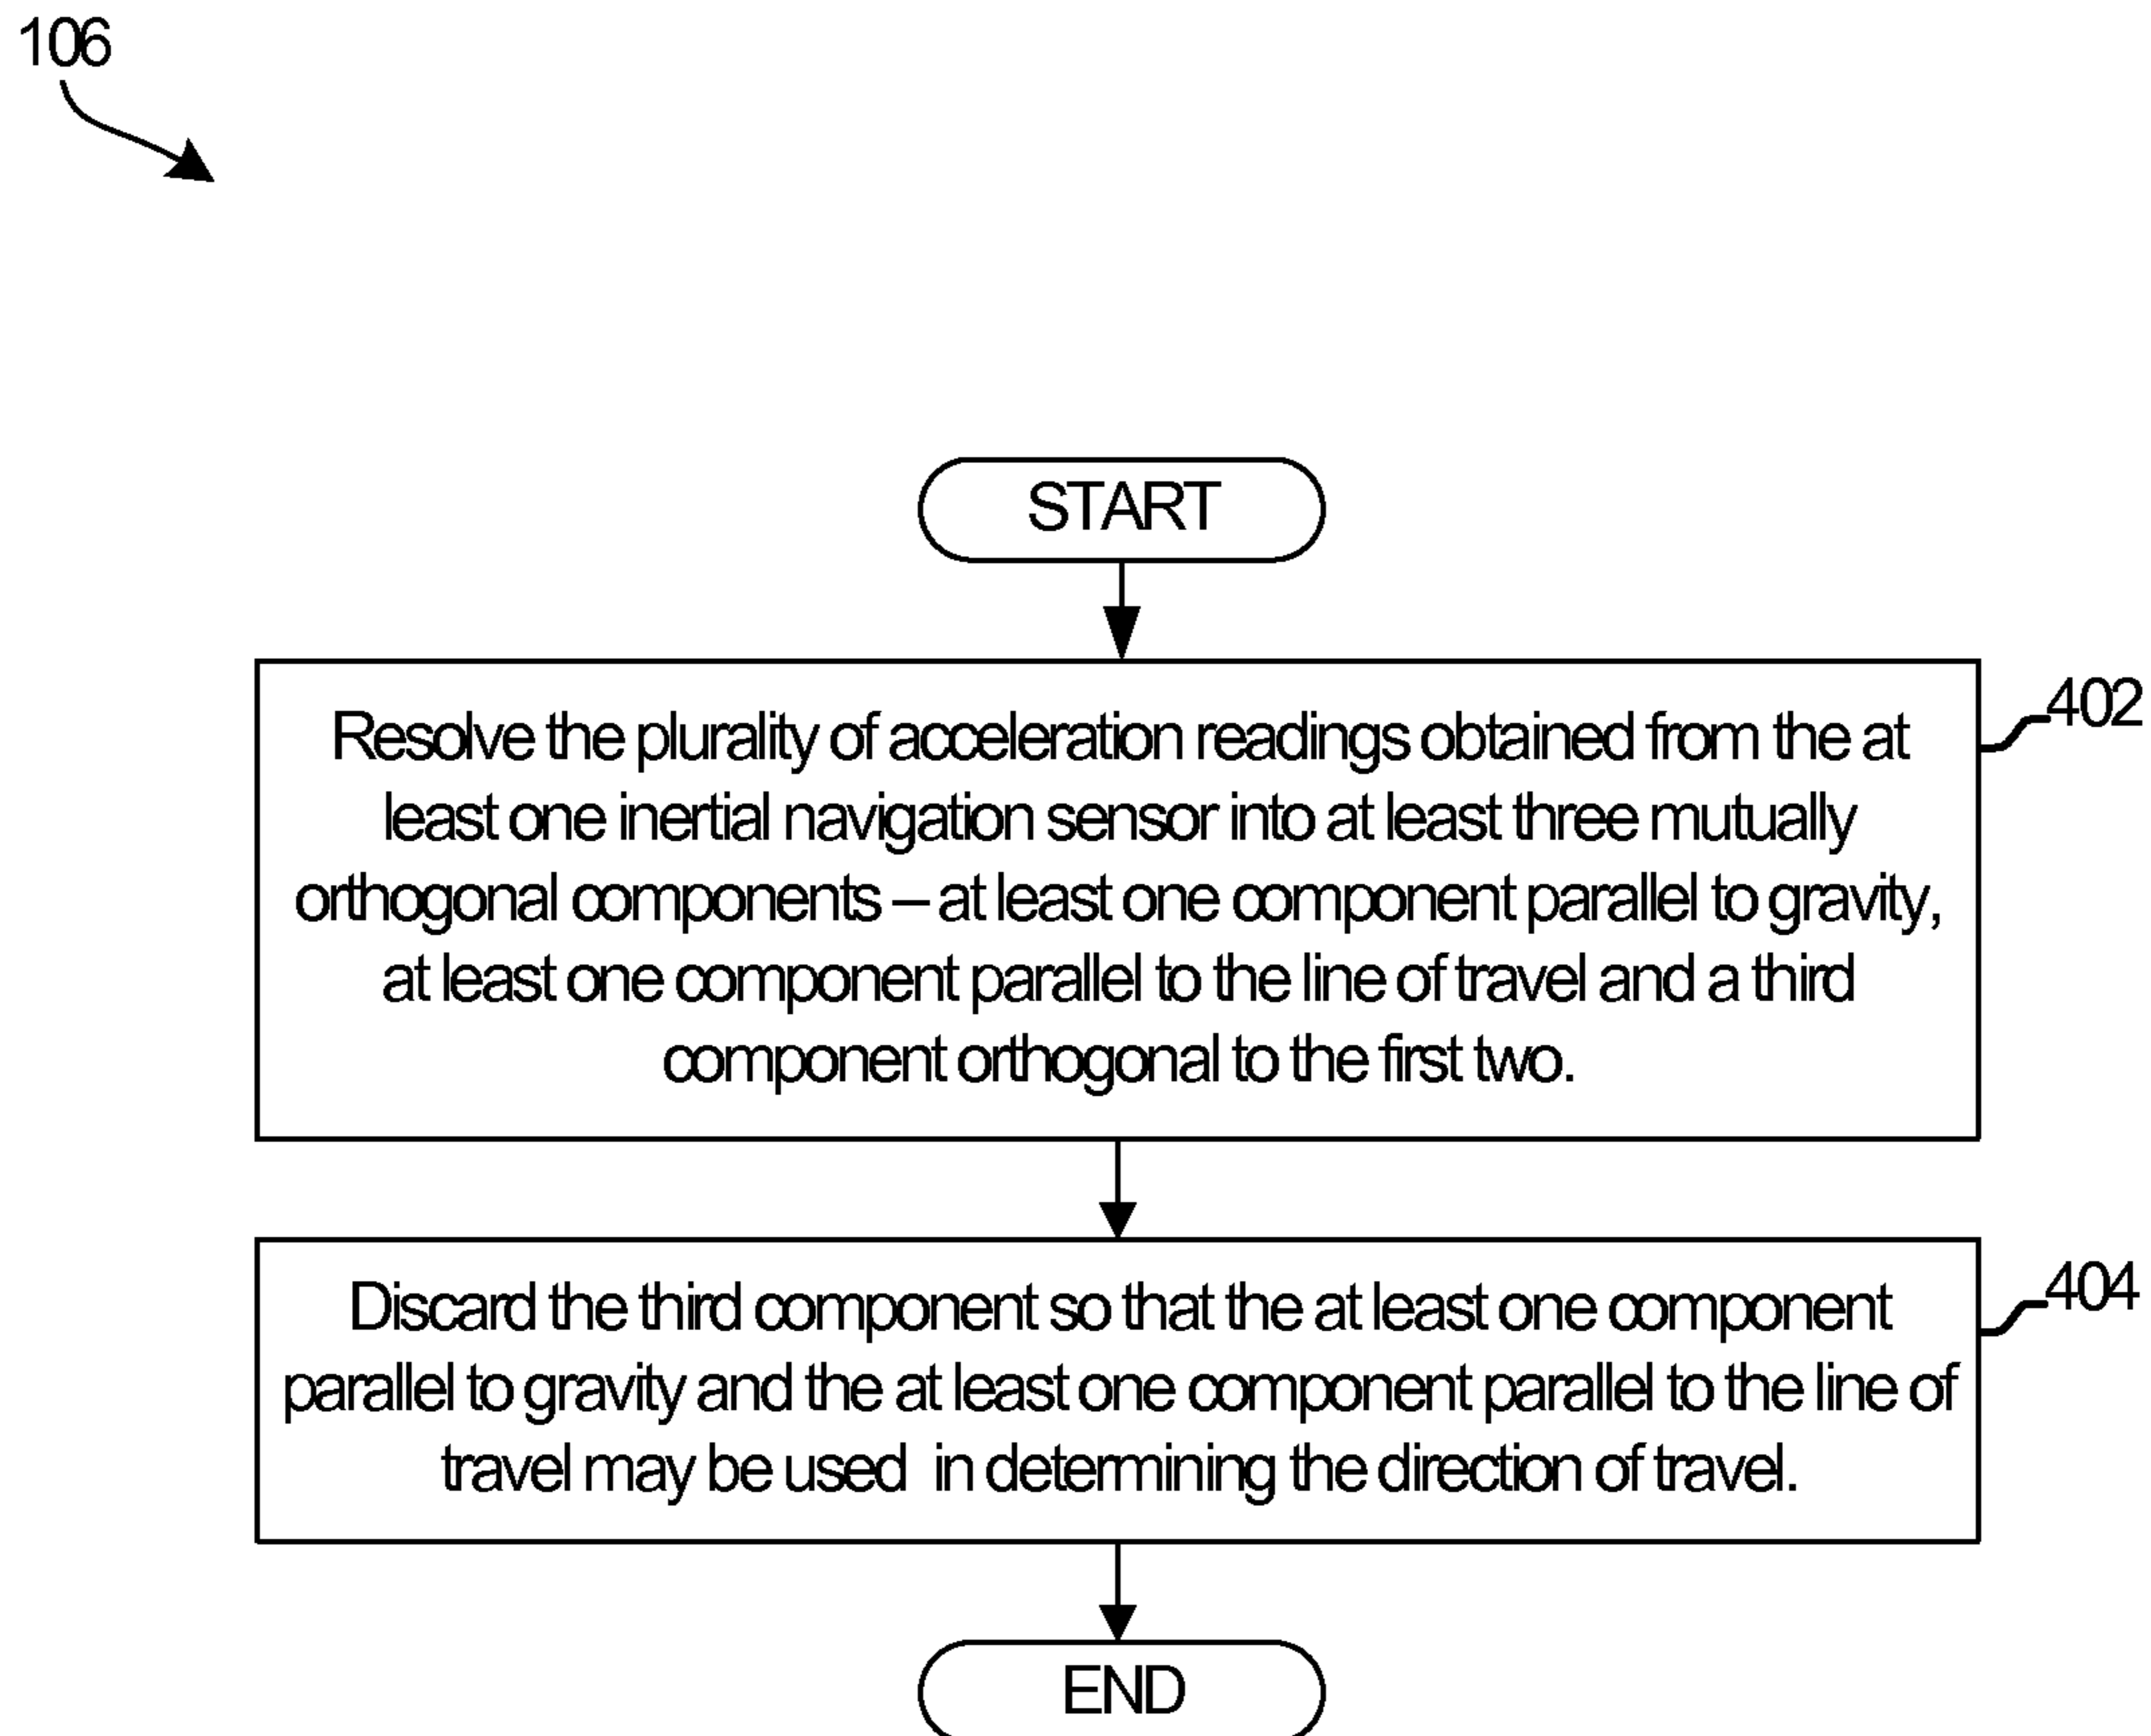 106
START
Resolve the plurality of acceleration readings obtained from the at
least one inertial navigation sensor into at least three mutually
orthogonal components – at least one component parallel to gravity,
at least one component parallel to the line of travel and a third
component orthogonal to the first two.
402
Discard the third component so that the at least one component
parallel to gravity and the at least one component parallel to the line of
travel may be used in determining the direction of travel.
404
END